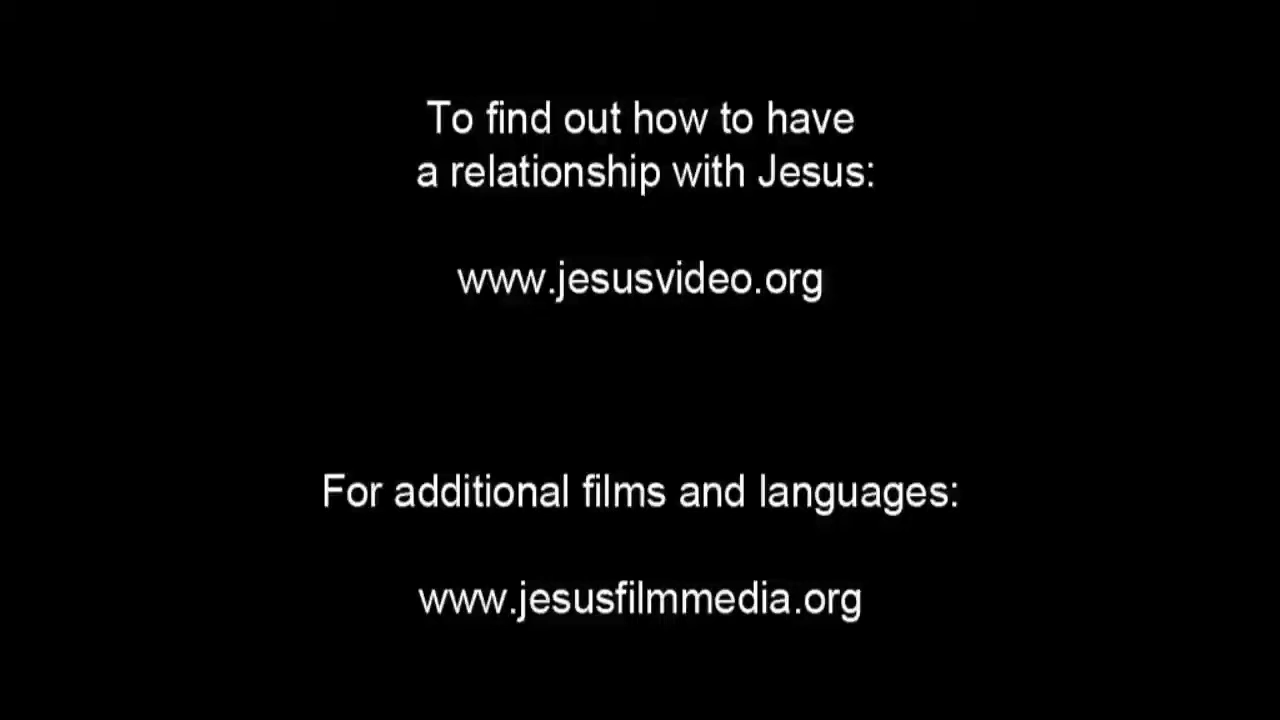 To find out how to have
a relationship with Jesus:
www.jesusvideo.org
For additional films and languages:
www.jesusfilmmedia.org